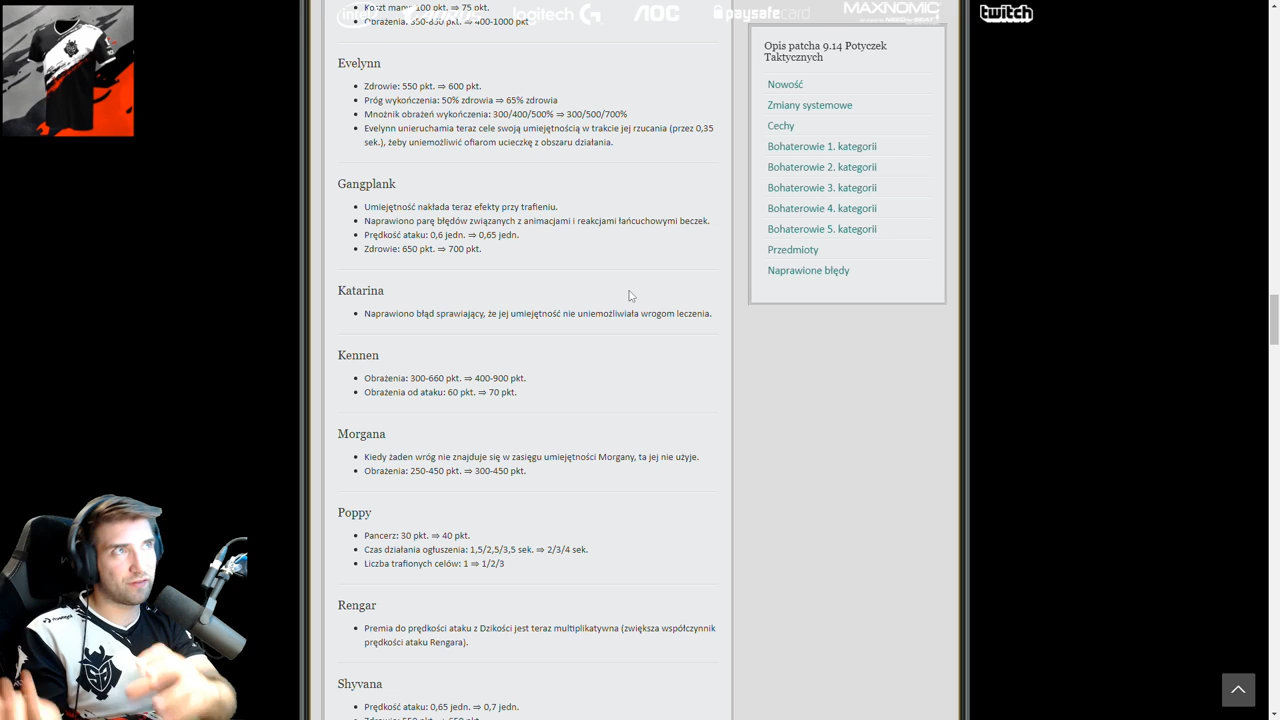 Koszt many: 100 pkt. ⇒ 75 pkt.
intel
logitech G
AOC
paysafecard
MAXNOMIC
twitch
Obrażenia: 350-850 pkt. ⇒ 400-1000 pkt
Evelynn
• Zdrowie: 550 pkt. ⇒ 600 pkt.
• Próg wykończenia: 50% zdrowia ⇒ 65% zdrowia
• Mnożnik obrażeń wykończenia: 300/400/500% ⇒ 300/500/700%
• Evelynn unieruchamia teraz cele swoją umiejętnością w trakcie jej rzucania (przez 0,35
sek.), żeby uniemożliwić ofiarom ucieczkę z obszaru działania.
Gangplank
• Umiejętność nakłada teraz efekty przy trafieniu.
• Naprawiono parę błędów związanych z animacjami i reakcjami łańcuchowymi beczek.
• Prędkość ataku: 0,6 jedn. ⇒ 0,65 jedn.
• Zdrowie: 650 pkt. ⇒ 700 pkt.
Katarina
• Naprawiono błąd sprawiający, że jej umiejętność nie uniemożliwiała wrogom leczenia.
Kennen
• Obrażenia: 300-660 pkt. ⇒ 400-900 pkt.
• Obrażenia od ataku: 60 pkt. ⇒ 70 pkt.
Morgana
• Kiedy żaden wróg nie znajduje się w zasięgu umiejętności Morgany, ta jej nie użyje.
• Obrażenia: 250-450 pkt. ⇒ 300-450 pkt.
Poppy
• Pancerz: 30 pkt. ⇒ 40 pkt.
• Czas działania ogłuszenia: 1,5/2,5/3,5 sek. ⇒ 2/3/4 sek.
• Liczba trafionych celów: 1 ⇒ 1/2/3
Rengar
• Premia do prędkości ataku z Dzikości jest teraz multiplikatywna (zwiększa współczynnik
prędkości ataku Rengara).
Shyvana
• Prędkość ataku: 0,65 jedn. ⇒ 0,7 jedn.
Opis patcha 9.14 Potyczek
Taktycznych
Nowość
Zmiany systemowe
Cechy
Bohaterowie 1. kategorii
Bohaterowie 2. kategorii
Bohaterowie 3. kategorii
Bohaterowie 4. kategorii
Bohaterowie 5. kategorii
Przedmioty
Naprawione błędy